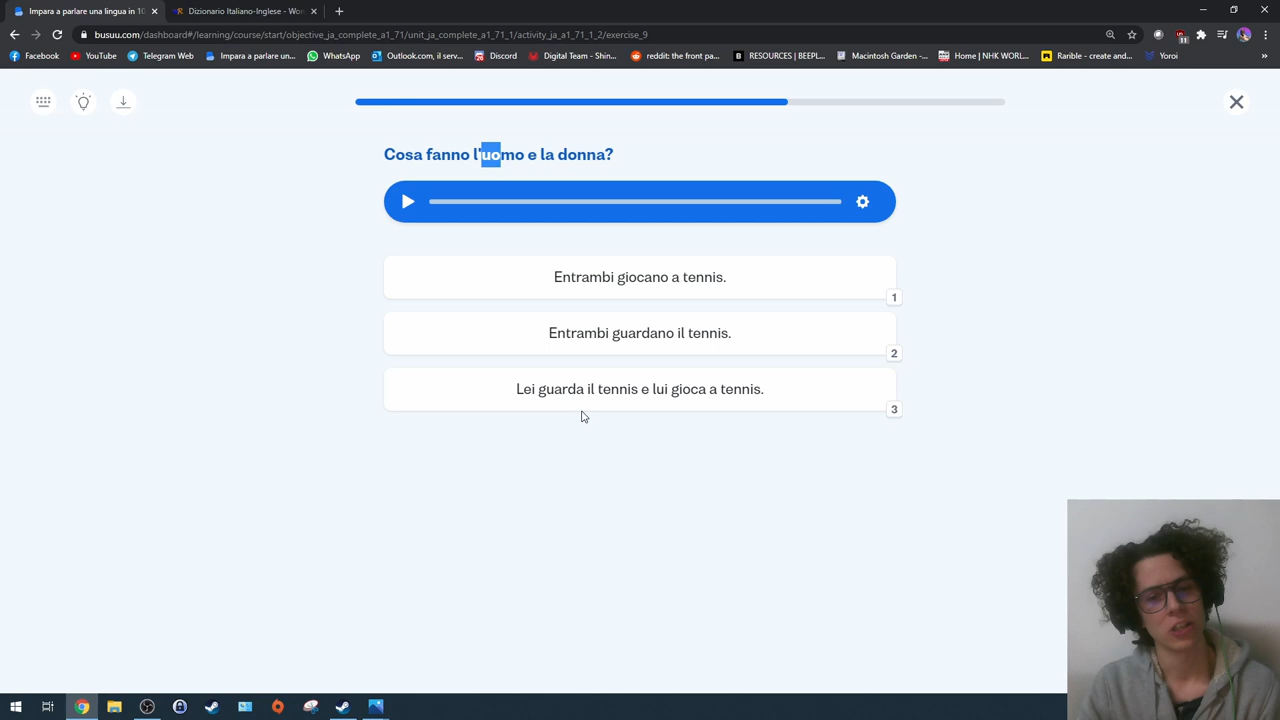 Impara a parlare una lingua in 10
Dizionario Italiano-Inglese - Wor
busuu.com/dashboard#/learning/course/start/objective_ja_complete_a1_71/unit_ja_complete_a1_71_1/activity_ja_a1_71_1_2/exercise_9
11
Facebook
YouTube
Telegram Web
Impara a parlare un...
WhatsApp
Outlook.com, il serv...
Discord
Digital Team - Shin...
reddit: the front pa...
RESOURCES | BEEPL...
Macintosh Garden -...
Home | NHK WORL...
Rarible - create and...
Yoroi
»
Cosa fanno l'uomo e la donna?
Entrambi giocano a tennis.
1
Entrambi guardano il tennis.
2
Lei guarda il tennis e lui gioca a tennis.
3